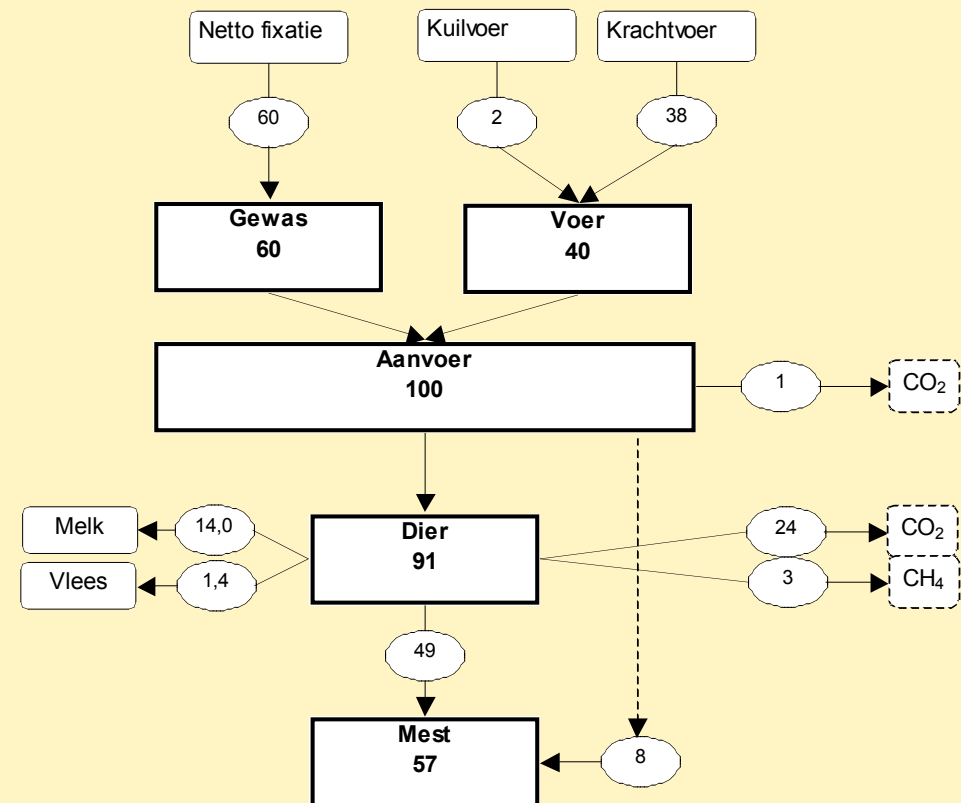 Netto fixatie
Kuilvoer
Krachtvoer
60
2
38
Gewas
60
Voer
40
Aanvoer
100
1
CO₂
Melk
14,0
Dier
91
24
CO₂
Vlees
1,4
3
CH₄
49
Mest
57
8